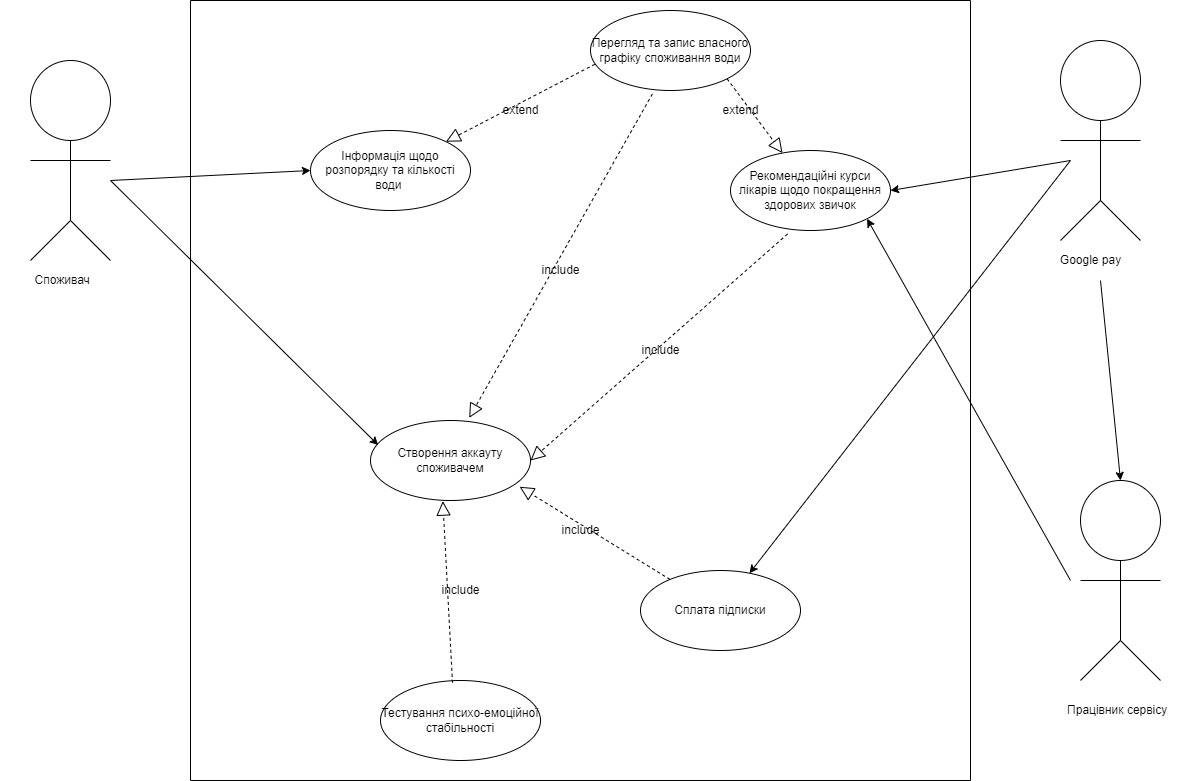 Перегляд та запис власного
графіку споживання води
extend
extend
Інформація щодо
розпорядку та кількості
води
Рекомендаційні курси
лікарів щодо покращення
здорових звичок
Google pay
Споживач
include
include
Створення аккауту
споживачем
include
include
Сплата підписки
Тестування психо-емоційної
стабільності
Працівник сервісу